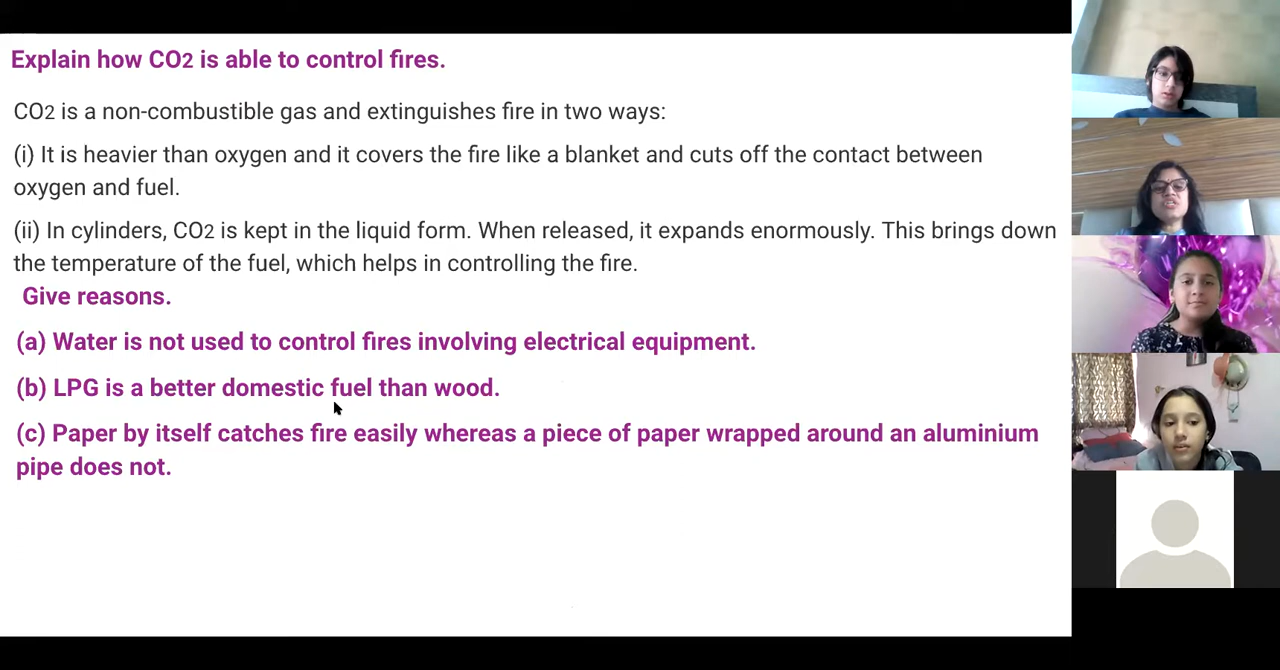 Explain how CO2 is able to control fires.
CO2 is a non-combustible gas and extinguishes fire in two ways:
(i) It is heavier than oxygen and it covers the fire like a blanket and cuts off the contact between
oxygen and fuel.
(ii) In cylinders, CO2 is kept in the liquid form. When released, it expands enormously. This brings down
the temperature of the fuel, which helps in controlling the fire.
Give reasons.
(a) Water is not used to control fires involving electrical equipment.
(b) LPG is a better domestic fuel than wood.
(c) Paper by itself catches fire easily whereas a piece of paper wrapped around an aluminium
pipe does not.